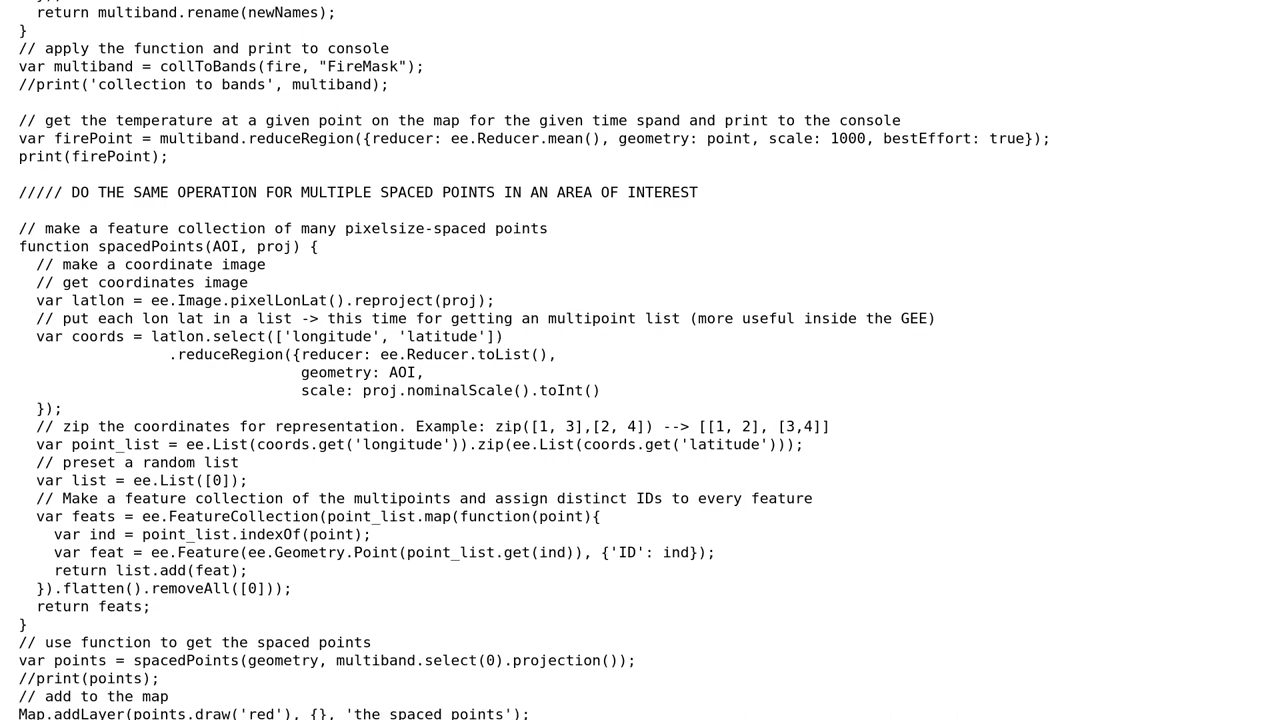 return multiband.rename(newNames);
}
// apply the function and print to console
var multiband = collToBands(fire, "FireMask");
//print('collection to bands', multiband);
// get the temperature at a given point on the map for the given time spand and print to the console
var firePoint = multiband.reduceRegion({reducer: ee.Reducer.mean(), geometry: point, scale: 1000, bestEffort: true});
print(firePoint);
///// DO THE SAME OPERATION FOR MULTIPLE SPACED POINTS IN AN AREA OF INTEREST
// make a feature collection of many pixelsize-spaced points
function spacedPoints(AOI, proj) {
// make a coordinate image
// get coordinates image
var latlon = ee.Image.pixelLonLat().reproject(proj);
// put each lon lat in a list -> this time for getting an multipoint list (more useful inside the GEE)
var coords = latlon.select(['longitude', 'latitude'])
.reduceRegion({reducer: ee.Reducer.toList(),
geometry: AOI,
scale: proj.nominalScale().toInt()
});
// zip the coordinates for representation. Example: zip([1, 3],[2, 4]) --> [[1, 2], [3,4]]
var point_list = ee.List(coords.get('longitude')).zip(ee.List(coords.get('latitude')));
// preset a random list
var list = ee.List([0]);
// Make a feature collection of the multipoints and assign distinct IDs to every feature
var feats = ee.FeatureCollection(point_list.map(function(point){
var ind = point_list.indexOf(point);
var feat = ee.Feature(ee.Geometry.Point(point_list.get(ind)), {'ID': ind});
return list.add(feat);
}).flatten().removeAll([0]));
return feats;
}
// use function to get the spaced points
var points = spacedPoints(geometry, multiband.select(0).projection());
//print(points);
// add to the map
Map.addLayer(points.draw('red'), {}, 'the spaced points');